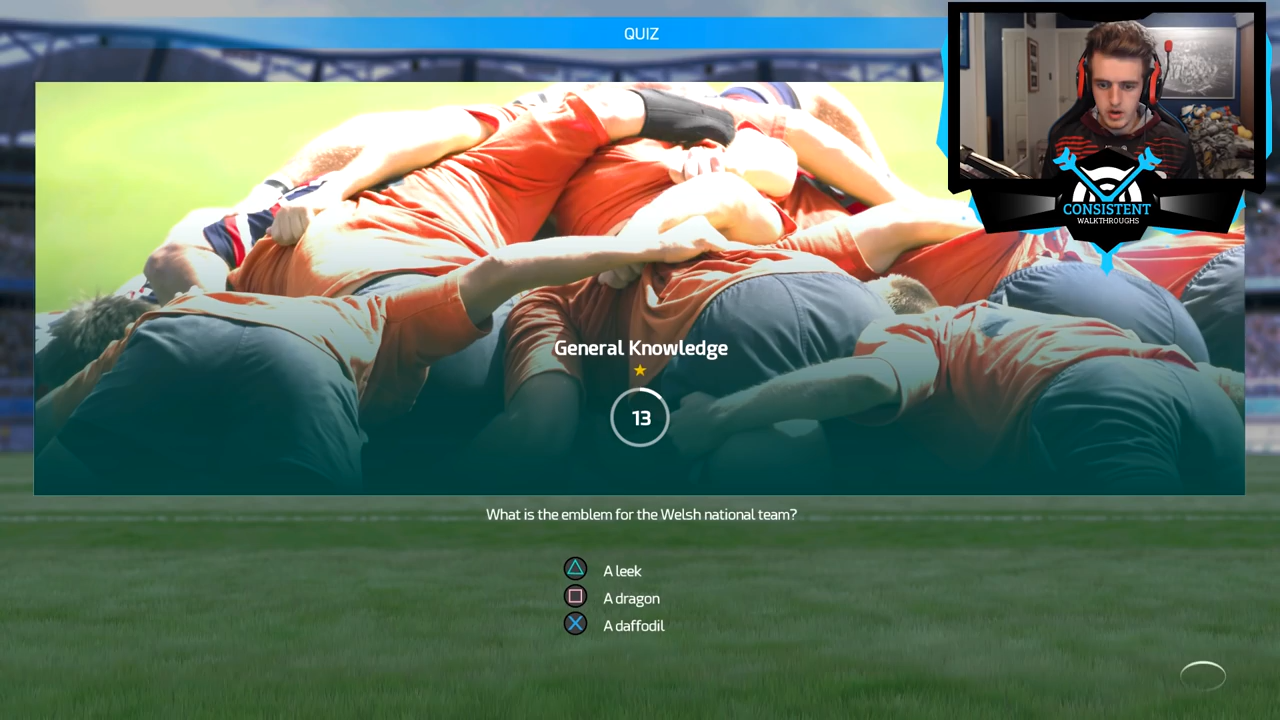 QUIZ
CONSISTENT
WALKTHROUGHS
General Knowledge
13
What is the emblem for the Welsh national team?
A leek
A dragon
A daffodil